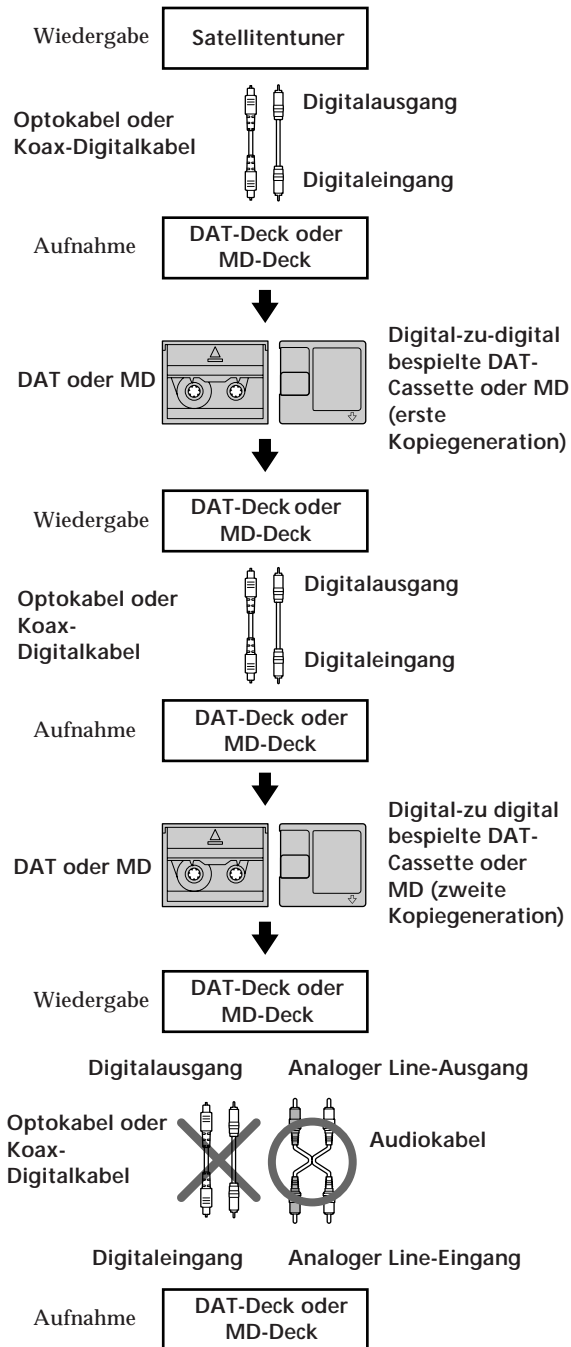 Wiedergabe
Satellitentuner
Optokabel oder
Koax-Digitalkabel
Digitalausgang
Digitaleingang
Aufnahme
DAT-Deck oder
MD-Deck
DAT oder MD
Digital-zu-digital
bespielte DAT-
Cassette oder MD
(erste
Kopiegeneration)
Wiedergabe
DAT-Deck oder
MD-Deck
Optokabel oder
Koax-
Digitalkabel
Digitalausgang
Digitaleingang
Aufnahme
DAT-Deck oder
MD-Deck
DAT oder MD
Digital-zu digital
bespielte DAT-
Cassette oder
MD (zweite
Kopiegeneration)
Wiedergabe
DAT-Deck oder
MD-Deck
Digitalausgang
Analoger Line-Ausgang
Optokabel oder
Koax-
Digitalkabel
Audiokabel
Digitaleingang
Analoger Line-Eingang
Aufnahme
DAT-Deck oder
MD-Deck